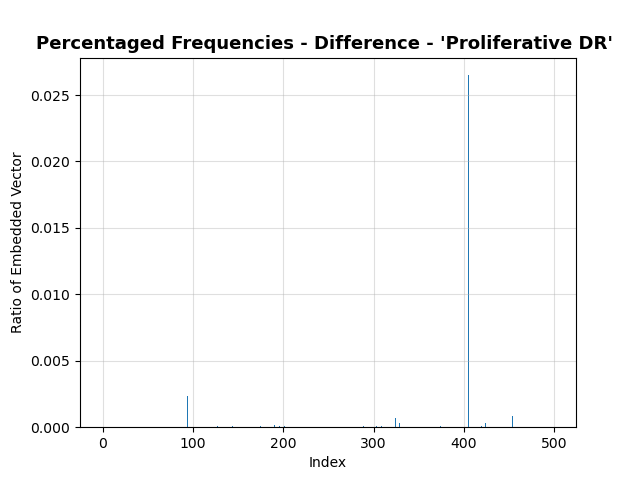 Percentaged Frequencies - Difference - 'Proliferative DR'
Ratio of Embedded Vector
0.025
0.020
0.015
0.010
0.005
0.000
0 100 200 300 400 500
Index